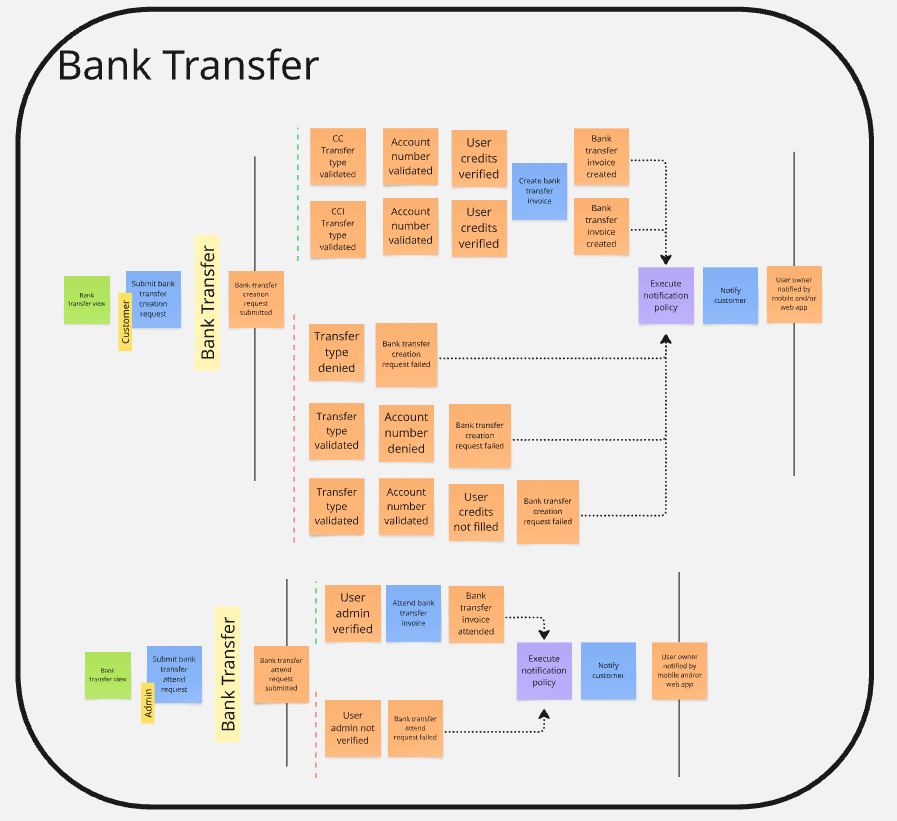 Bank Transfer
CC
Transfer
type
validated
Account
number
validated
User
credits
verified
Create bank
transfer
invoice
Bank
transfer
invoice
created
CCI
Transfer
type
validated
Account
number
validated
User
credits
verified
Bank
transfer
invoice
created
Bank
transfer view
Submit bank
transfer
creation
request
Customer
Bank Transfer
Bank transfer
creation
request
submitted
Execute
notification
policy
Notify
customer
User owner
notified by
mobile and/or
web app
Transfer
type
denied
Bank transfer
creation
request failed
Transfer
type
validated
Account
number
denied
Bank transfer
creation
request failed
Transfer
type
validated
Account
number
validated
User
credits
not filled
Bank transfer
creation
request failed
User
admin
verified
Attend bank
transfer
invoice
Bank
transfer
invoice
attended
Bank
transfer view
Submit bank
transfer
attend
request
Admin
Bank Transfer
Bank transfer
attend
request
submitted
Execute
notification
policy
Notify
customer
User owner
notified by
mobile and/or
web app
User
admin not
verified
Bank transfer
attend
request failed